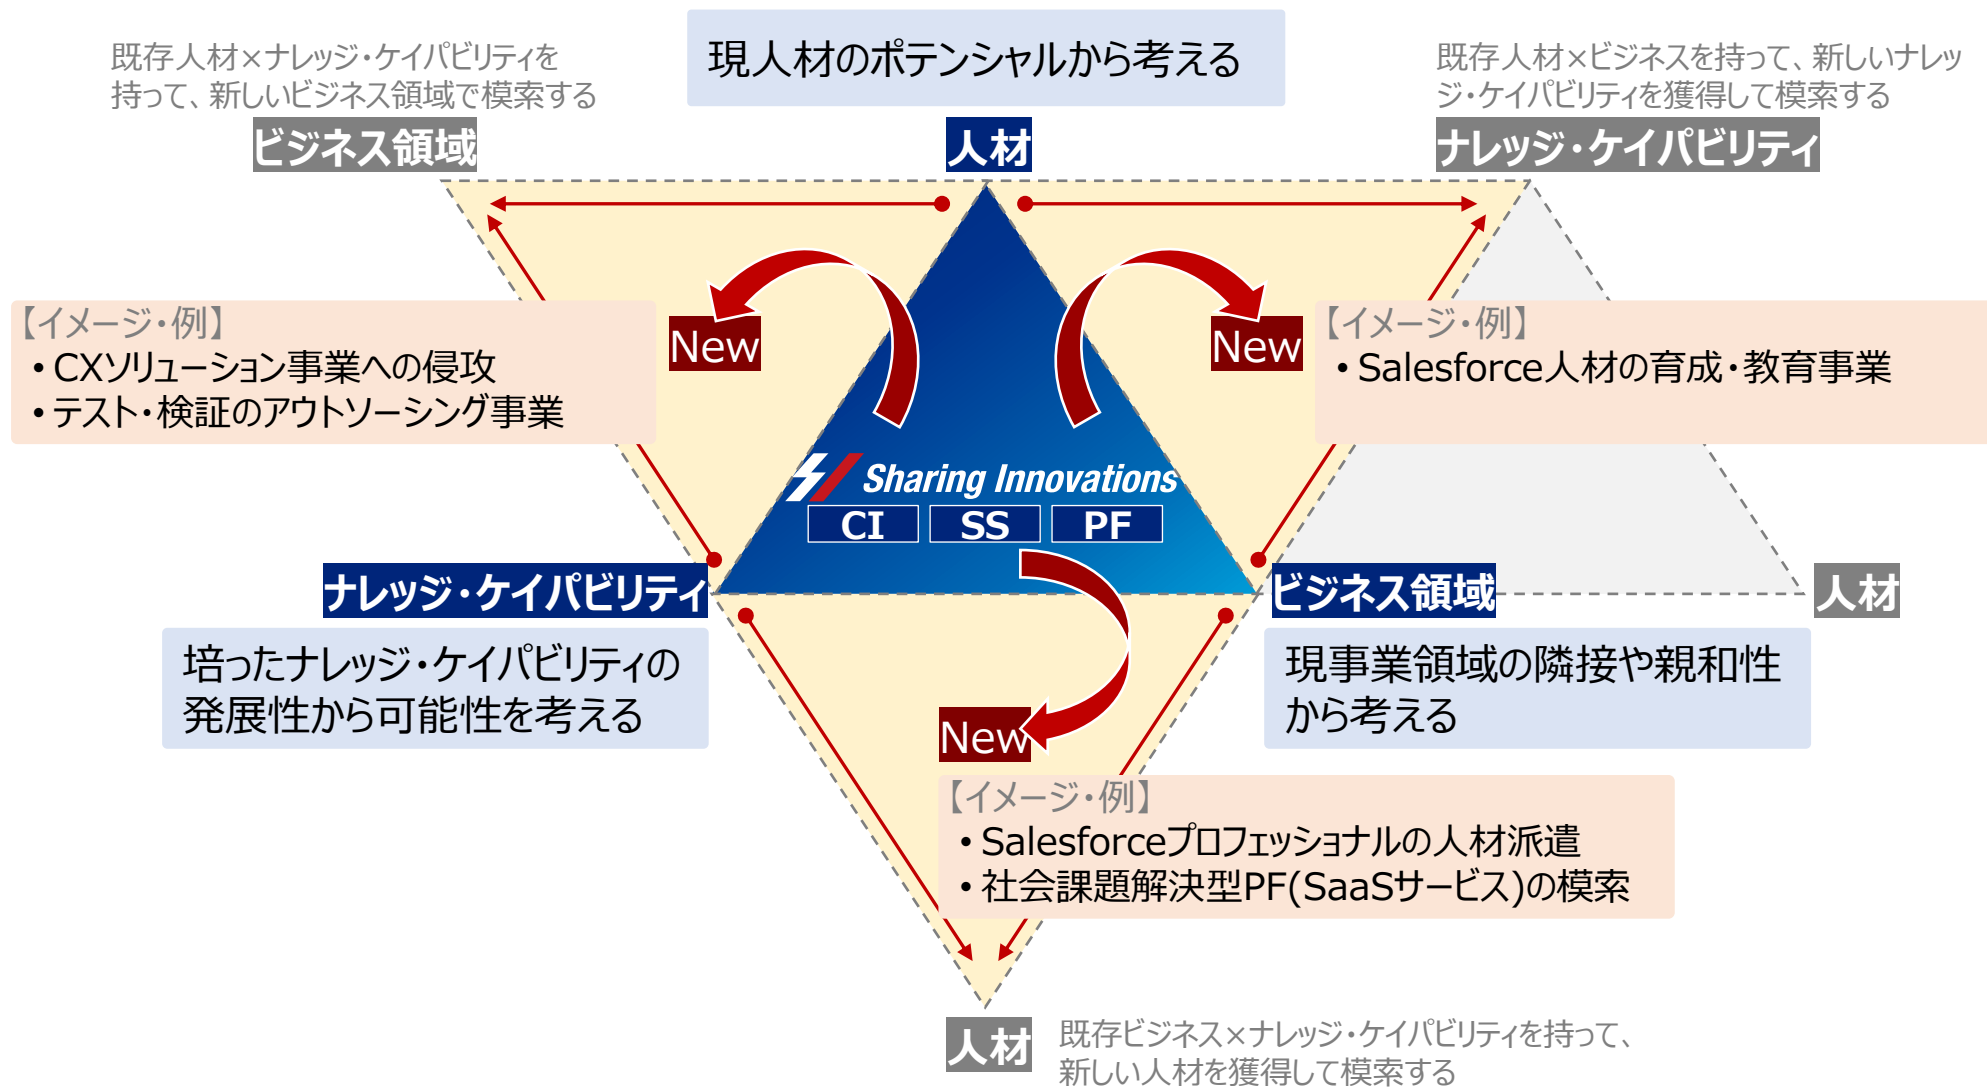 現人材のポテンシャルから考える
既存人材×ナレッジ・ケイパビリティを
持って、新しいビジネス領域で模索する
既存人材×ビジネスを持って、新しいナレッ
ジ・ケイパビリティを獲得して模索する
ビジネス領域
人材
ナレッジ・ケイパビリティ
【イメージ・例】
• CXソリューション事業への侵攻
• テスト・検証のアウトソーシング事業
New
New
【イメージ・例】
• Salesforce人材の育成・教育事業
Sharing Innovations
CI
SS
PF
ナレッジ・ケイパビリティ
ビジネス領域
人材
培ったナレッジ・ケイパビリティの
発展性から可能性を考える
現事業領域の隣接や親和性
から考える
New
【イメージ・例】
• Salesforceプロフェッショナルの人材派遣
• 社会課題解決型PF(SaaSサービス)の模索
人材
既存ビジネス×ナレッジ・ケイパビリティを持って、
新しい人材を獲得して模索する